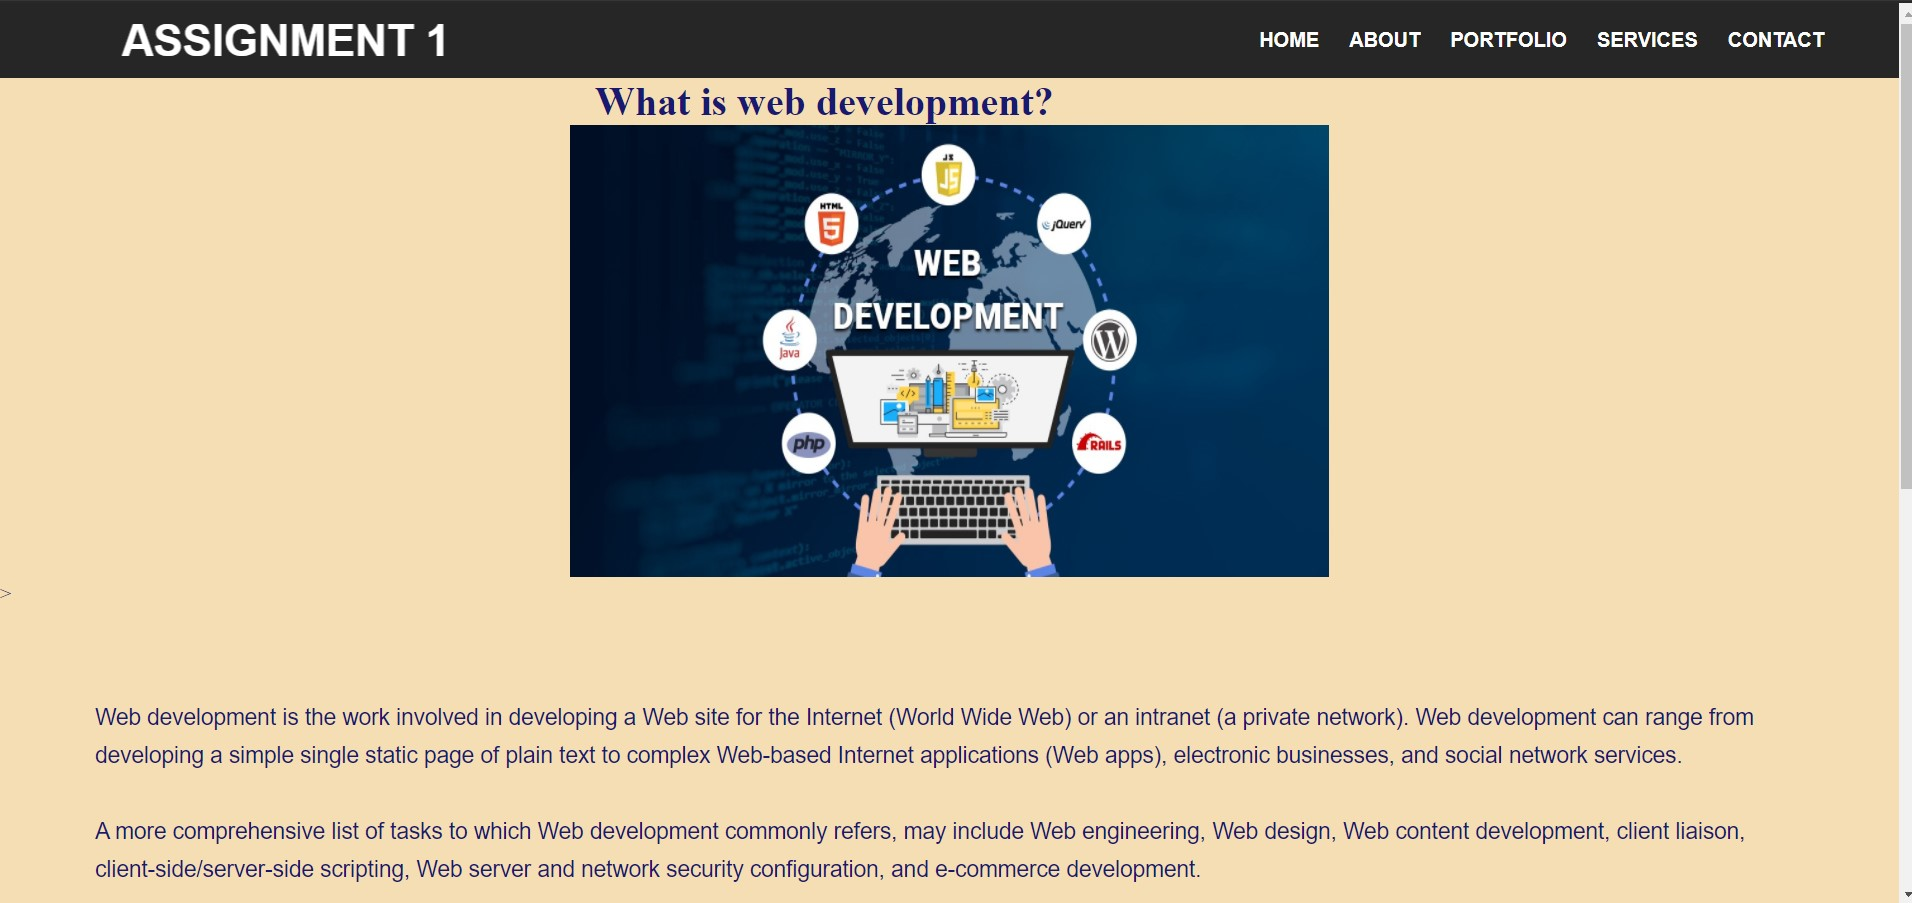 ASSIGNMENT 1
HOME ABOUT PORTFOLIO SERVICES CONTACT
What is web development?
JS
JS
HTML
5
jQuery
WEB
DEVELOPMENT
Java
</>
php
RAILS
>
Web development is the work involved in developing a Web site for the Internet (World Wide Web) or an intranet (a private network). Web development can range from
developing a simple single static page of plain text to complex Web-based Internet applications (Web apps), electronic businesses, and social network services.
A more comprehensive list of tasks to which Web development commonly refers, may include Web engineering, Web design, Web content development, client liaison,
client-side/server-side scripting, Web server and network security configuration, and e-commerce development.